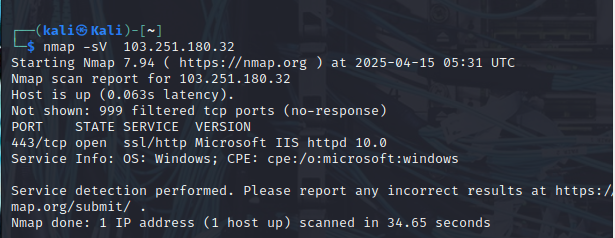 ┌──(kali㉿Kali)-[~]
└─$ nmap -sV  103.251.180.32
Starting Nmap 7.94 ( https://nmap.org ) at 2025-04-15 05:31 UTC
Nmap scan report for 103.251.180.32
Host is up (0.063s latency).
Not shown: 999 filtered tcp ports (no-response)
PORT    STATE SERVICE  VERSION
443/tcp open  ssl/http Microsoft IIS httpd 10.0
Service Info: OS: Windows; CPE: cpe:/o:microsoft:windows

Service detection performed. Please report any incorrect results at https:/
map.org/submit/ .
Nmap done: 1 IP address (1 host up) scanned in 34.65 seconds